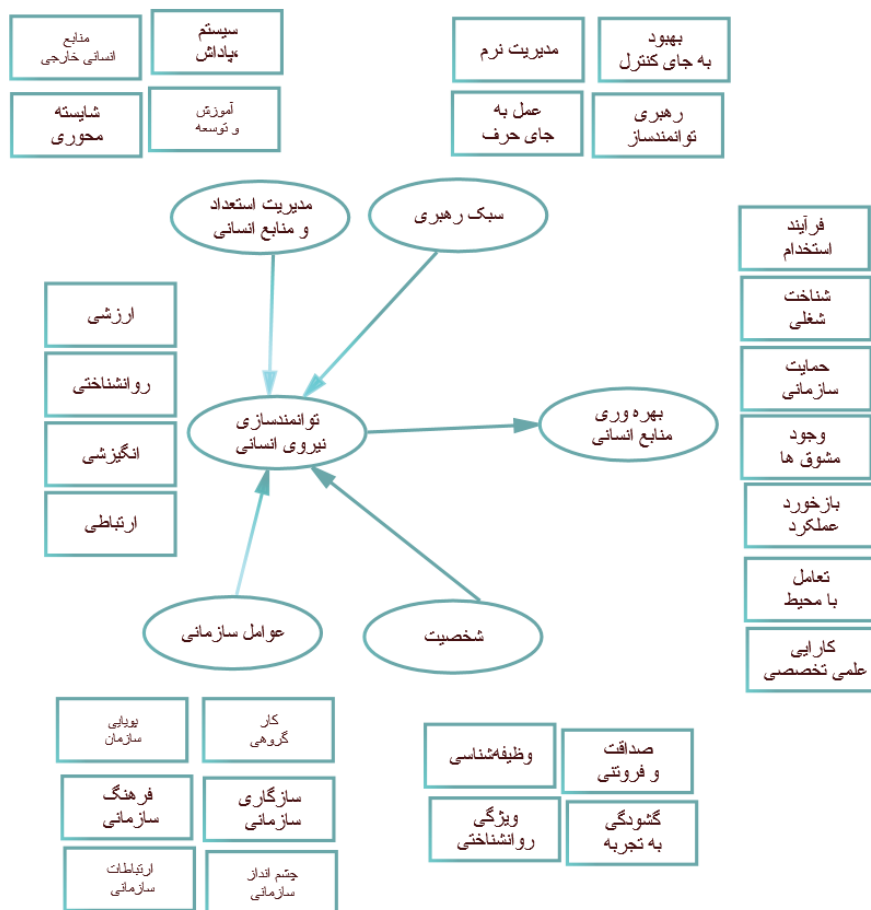 سیستم
پاداش،
منابع
انسانی خارجی
آموزش
و توسعه
شایسته
محوری
بهبود
به جای کنترل
مدیریت نرم
رهبری
توانمندساز
عمل به
جای حرف
سبک رهبری
مدیریت استعداد
و منابع انسانی
فرآیند
استخدام
شناخت
شغلی
حمایت
سازمانی
وجود
مشوق ها
بازخورد
عملکرد
تعامل
با محیط
کارایی
علمی تخصصی
بهره وری
منابع انسانی
توانمندسازی
نیروی انسانی
ارزشی
روانشناختی
انگیزشی
ارتباطی
شخصیت
عوامل سازمانی
صداقت
و فروتنی
وظیفه‌شناسی
گشودگی
به تجربه
ویژگی
روانشناختی
کار
گروهی
پویایی
سازمان
سازگاری
سازمانی
فرهنگ
سازمانی
چشم انداز
سازمانی
ارتباطات
سازمانی